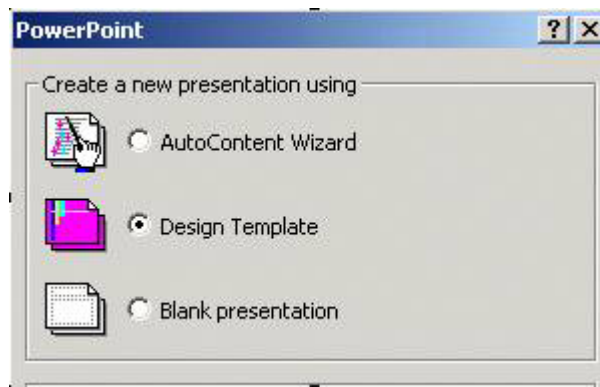 PowerPoint
Create a new presentation using
AutoContent Wizard
Design Template
Blank presentation